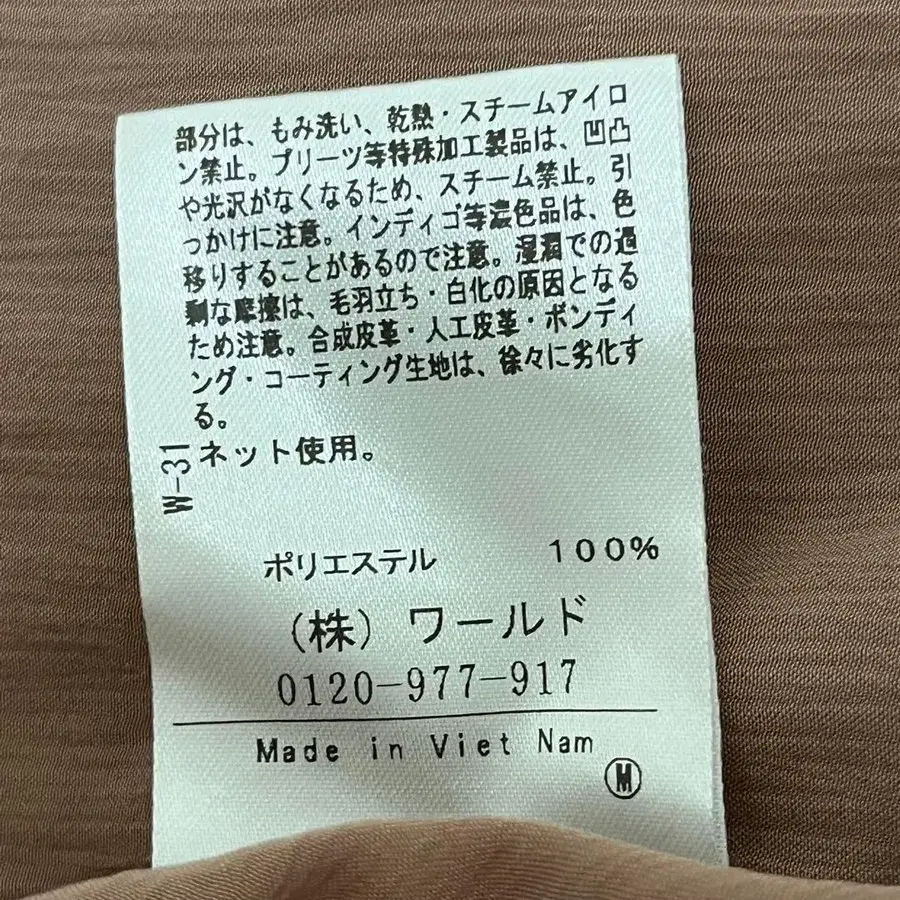 部分は、もみ洗い、乾熱・スチームアイロ
ン禁止。プリーツ等特殊加工製品は、凹凸
や光沢がなくなるため、スチーム禁止。引
っかけに注意。インディゴ等濃色品は、色
移りすることがあるので注意。湿潤での過
剰な摩擦は、毛羽立ち・白化の原因となる
ため注意。合成皮革・人工皮革・ボンディ
ング・コーティング生地は、徐々に劣化す
る。
ネット使用。
W-31
ポリエステル 100%
(株) ワールド
0120-977-917
Made in Viet Nam
M